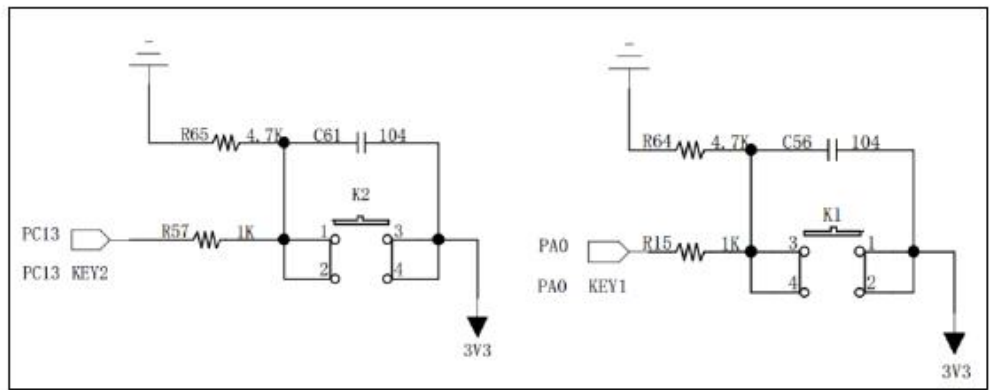 R65 4.7K C61 104
K2
PC13 R57 1K 1 3
PC13 KEY2 2 4
3V3
R64 4.7K C56 104
K1
PA0 R15 1K 3 1
PA0 KEY1 4 2
3V3